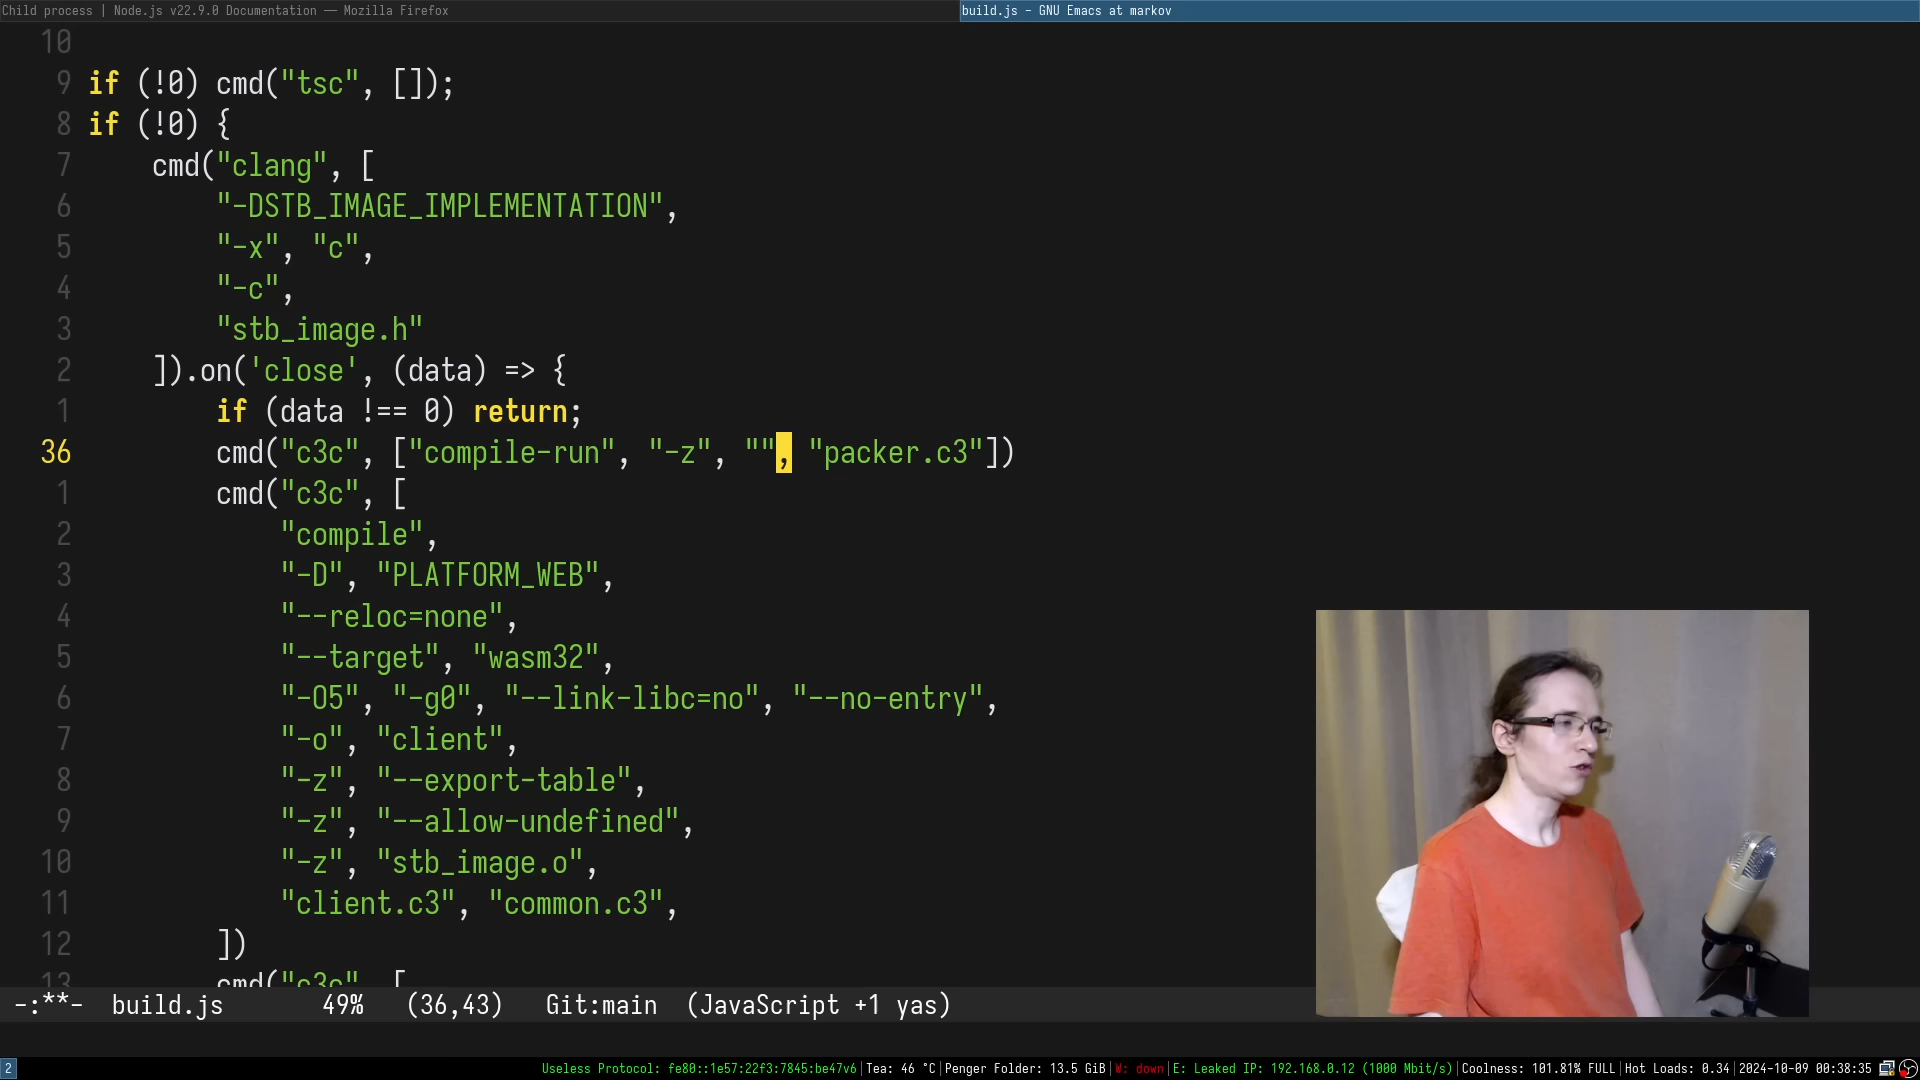 Child process | Node.js v22.9.0 Documentation — Mozilla Firefox
build.js - GNU Emacs at markov
10
9 if (!0) cmd("tsc", []);
8 if (!0) {
7 cmd("clang", [
6 "-DSTB_IMAGE_IMPLEMENTATION",
5 "-x", "c",
4 "-c",
3 "stb_image.h"
2 ]).on('close', (data) => {
1 if (data !== 0) return;
36 cmd("c3c", ["compile-run", "-z", "", "packer.c3"])
1 cmd("c3c", [
2 "compile",
3 "-D", "PLATFORM_WEB",
4 "--reloc=none",
5 "--target", "wasm32",
6 "-O5", "-g0", "--link-libc=no", "--no-entry",
7 "-o", "client",
8 "-z", "--export-table",
9 "-z", "--allow-undefined",
10 "-z", "stb_image.o",
11 "client.c3", "common.c3",
12 ])
13 cmd("c3c", [
-:**- build.js 49% (36,43) Git:main (JavaScript +1 yas)
2 Useless Protocol: fe80::1e57:22f3:7845:be47v6|Tea: 46 °C|Penger Folder: 13.5 GiB|W: down|E: Leaked IP: 192.168.0.12 (1000 Mbit/s)|Coolness: 101.81% FULL|Hot Loads: 0.34|2024-10-09 00:38:35